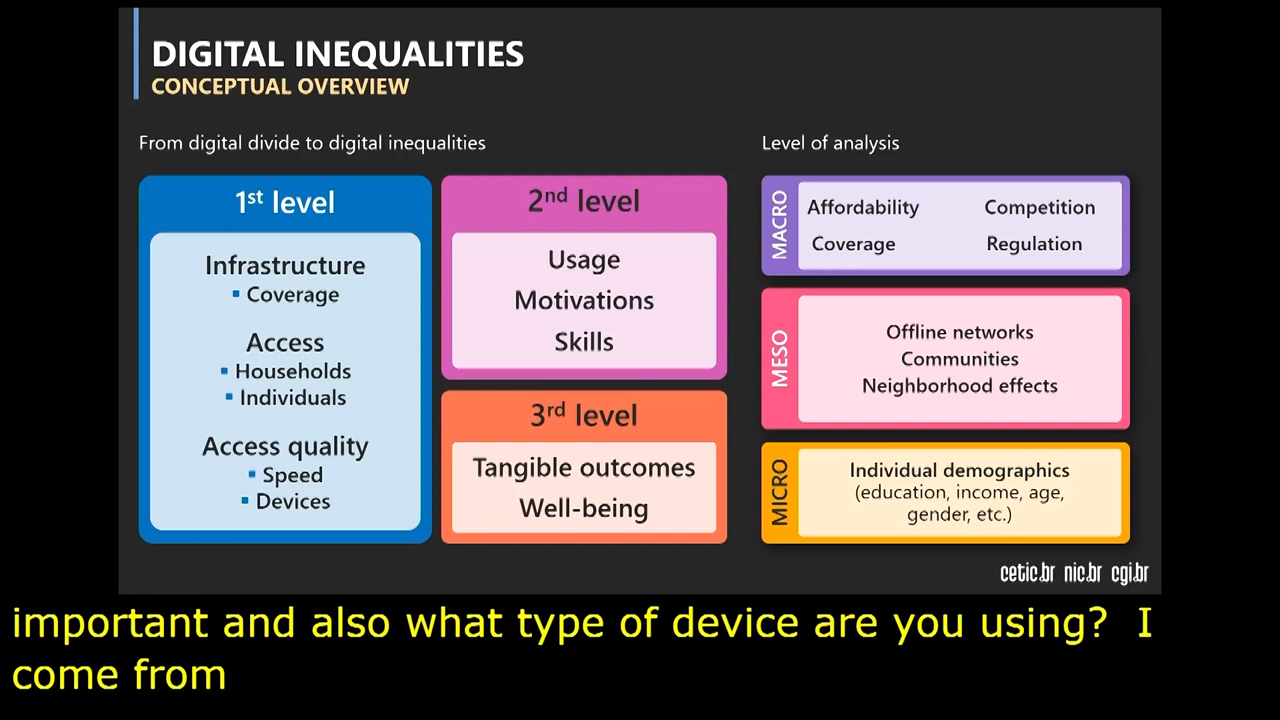 DIGITAL INEQUALITIES
CONCEPTUAL OVERVIEW
From digital divide to digital inequalities
1st level
Infrastructure
▪ Coverage
Access
▪ Households
▪ Individuals
Access quality
▪ Speed
▪ Devices
2nd level
Usage
Motivations
Skills
3rd level
Tangible outcomes
Well-being
Level of analysis
MACRO
Affordability Competition
Coverage Regulation
MESO
Offline networks
Communities
Neighborhood effects
MICRO
Individual demographics
(education, income, age,
gender, etc.)
cetic.br nic.br cgi.br
important and also what type of device are you using? I
come from